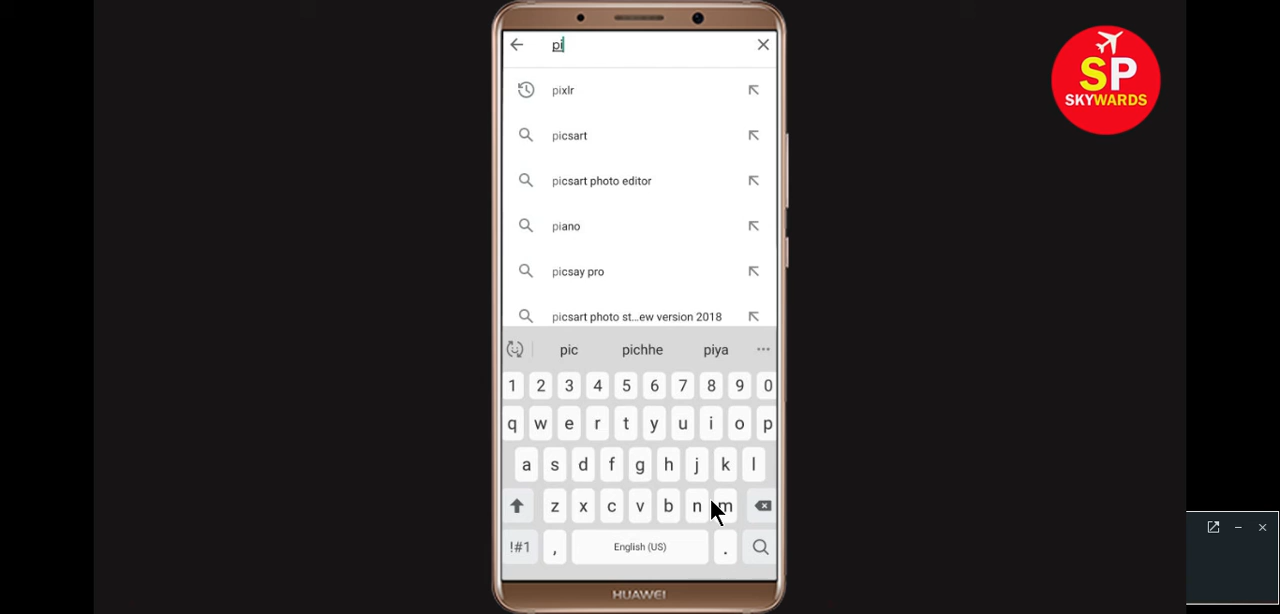 pi
pixlr
picsart
picsart photo editor
piano
picsay pro
picsart photo st...ew version 2018
pic pichhe piya
1 2 3 4 5 6 7 8 9 0
q w e r t y u i o p
a s d f g h j k l
z x c v b n m
!#1 , English (US) .
HUAWEI
SP
SKYWARDS